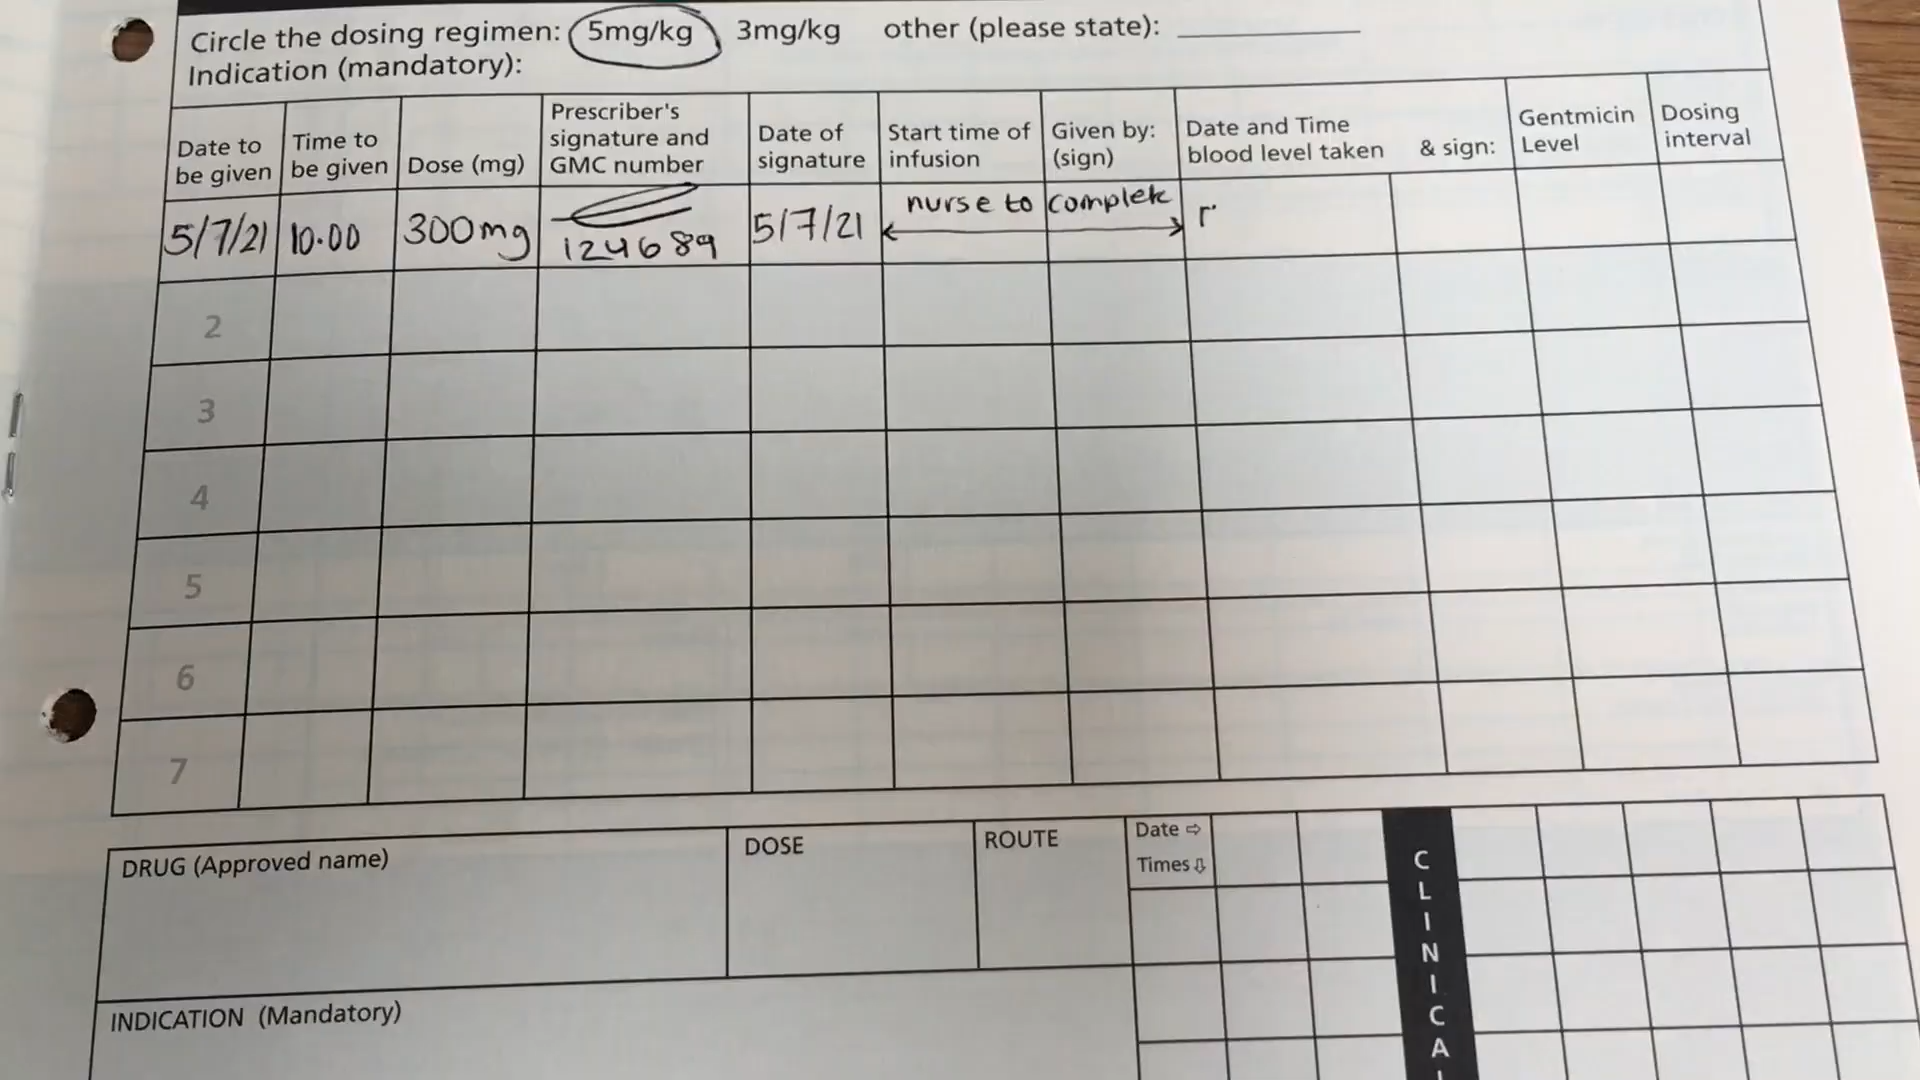 Circle the dosing regimen: 5mg/kg 3mg/kg other (please state):
Indication (mandatory):
Date to be given
Time to be given
Dose (mg)
Prescriber's signature and GMC number
Date of signature
Start time of infusion
Given by: (sign)
Date and Time blood level taken & sign:
Gentmicin Level
Dosing interval
5/7/21 10.00 300mg 124689 5/7/21 nurse to complete r
2
3
4
5
6
7
DRUG (Approved name) DOSE ROUTE Date ⇨
Times ⇩
INDICATION (Mandatory)
C
L
I
N
I
C
A